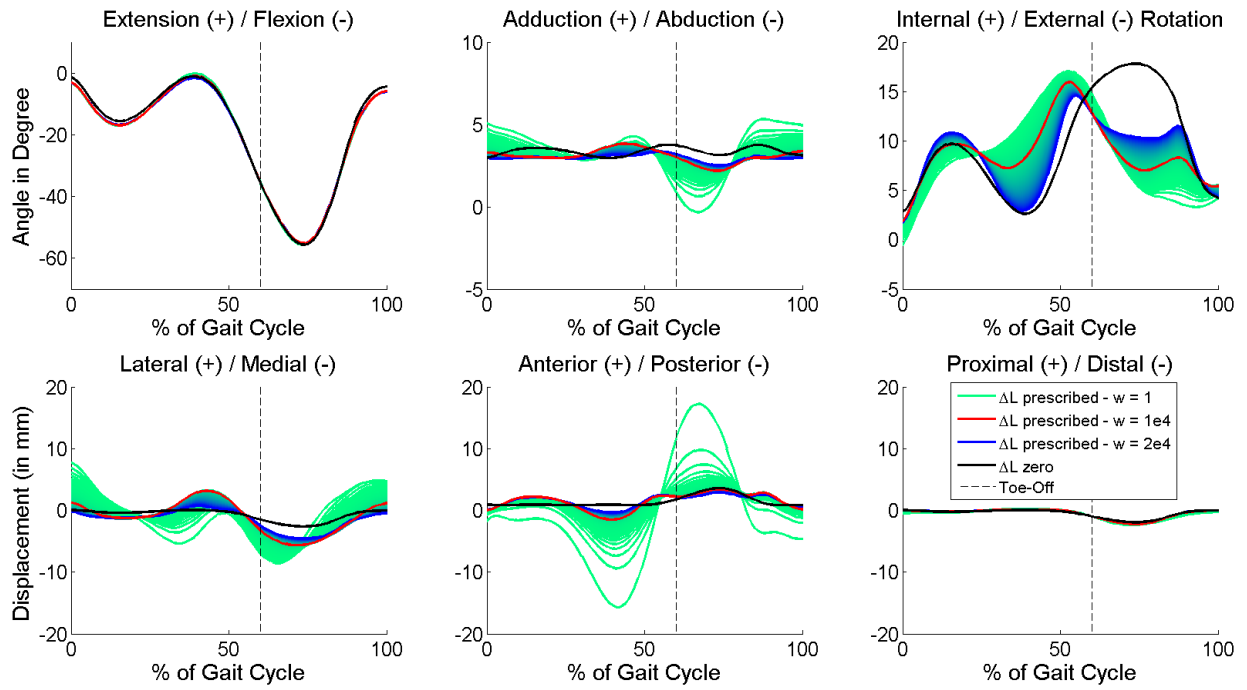 Extension (+) / Flexion (-)
Adduction (+) / Abduction (-)
Internal (+) / External (-) Rotation
Angle in Degree
0
-20
-40
-60
0
50
100
% of Gait Cycle
10
5
0
-5
0
50
100
% of Gait Cycle
20
15
10
5
0
-5
0
50
100
% of Gait Cycle
Lateral (+) / Medial (-)
Anterior (+) / Posterior (-)
Proximal (+) / Distal (-)
Displacement (in mm)
20
10
0
-10
-20
0
50
100
% of Gait Cycle
20
10
0
-10
-20
0
50
100
% of Gait Cycle
20
10
0
-10
-20
ΔL prescribed - w = 1
ΔL prescribed - w = 1e4
ΔL prescribed - w = 2e4
ΔL zero
Toe-Off
0
50
100
% of Gait Cycle